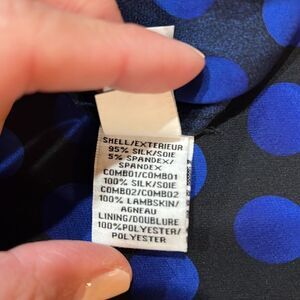 SHELL/EXTERIEUR
95% SILK/SOIE
5% SPANDEX/
SPANDEX
COMBO1/COMBO1
100% SILK/SOIE
COMBO2/COMBO2
100% LAMBSKIN/
AGNEAU
LINING/DOUBLURE
100%POLYESTER/
POLYESTER